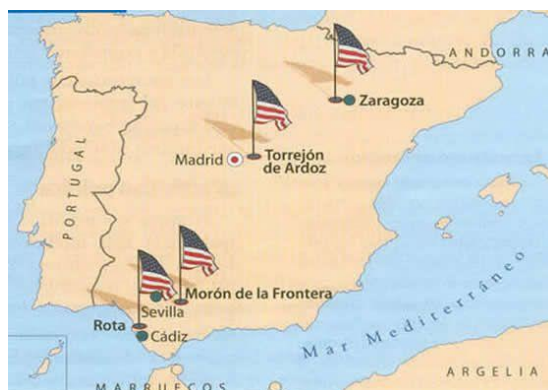 ANDORRA
Zaragoza
Madrid
Torrejón
de Ardoz
PORTUGAL
Morón de la Frontera
Sevilla
Rota
Cádiz
Mar Mediterráneo
ARGELIA
MARRUECOS